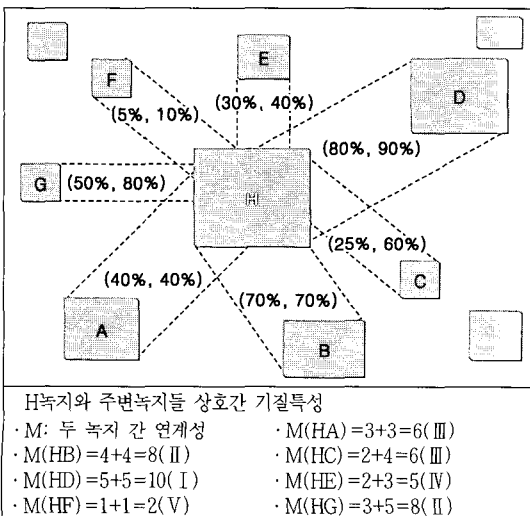 E
F
D
(5%, 10%)
(30%, 40%)
(80%, 90%)
G
(50%, 80%)
H
(25%, 60%)
C
(40%, 40%)
(70%, 70%)
A
B
H녹지와 주변녹지들 상호간 기질특성
· M: 두 녹지 간 연계성
· M(HA)=3+3=6(Ⅲ)
· M(HB)=4+4=8(Ⅱ)
· M(HC)=2+4=6(Ⅲ)
· M(HD)=5+5=10(Ⅰ)
· M(HE)=2+3=5(Ⅳ)
· M(HF)=1+1=2(Ⅴ)
· M(HG)=3+5=8(Ⅱ)